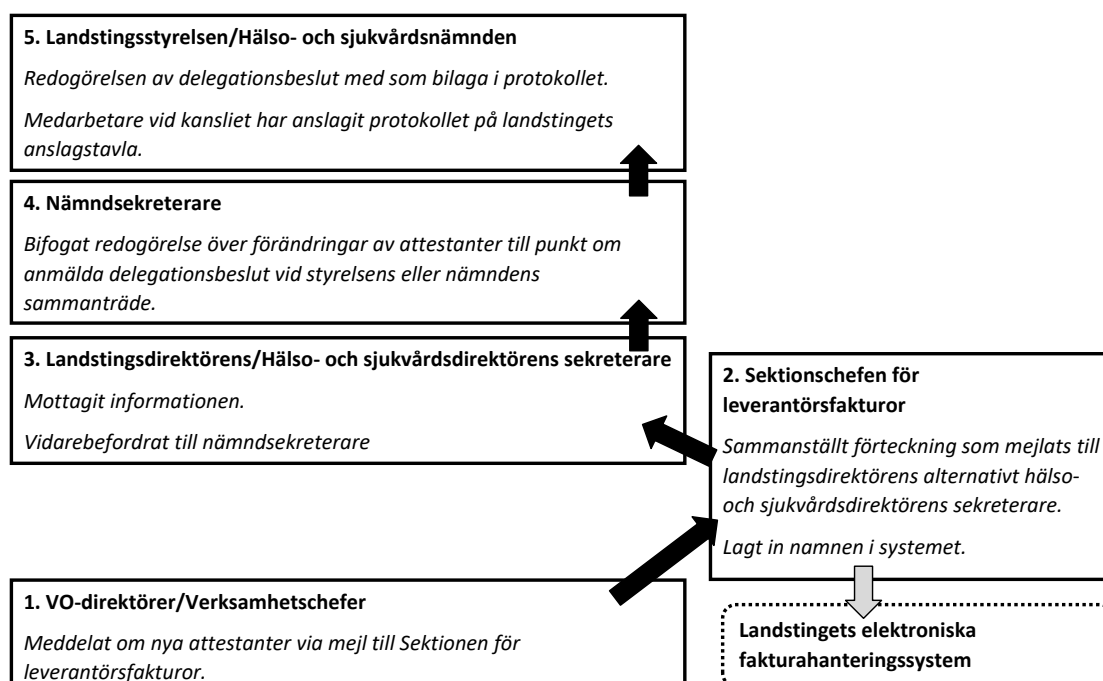 5. Landstingsstyrelsen/Hälso- och sjukvårdsnämnden
Redogörelsen av delegationsbeslut med som bilaga i protokollet.
Medarbetare vid kansliet har anslagit protokollet på landstingets
anslagstavla.
4. Nämndsekreterare
Bifogat redogörelse över förändringar av attestanter till punkt om
anmälda delegationsbeslut vid styrelsens eller nämndens
sammanträde.
3. Landstingsdirektörens/Hälso- och sjukvårdsdirektörens sekreterare
Mottagit informationen.
Vidarebefordrat till nämndsekreterare
2. Sektionschefen för
leverantörsfakturor
Sammanställt förteckning som mejlats till
landstingsdirektörens alternativt hälso-
och sjukvårdsdirektörens sekreterare.
Lagt in namnen i systemet.
1. VO-direktörer/Verksamhetschefer
Meddelat om nya attestanter via mejl till Sektionen för
leverantörsfakturor.
Landstingets elektroniska
fakturahanteringssystem